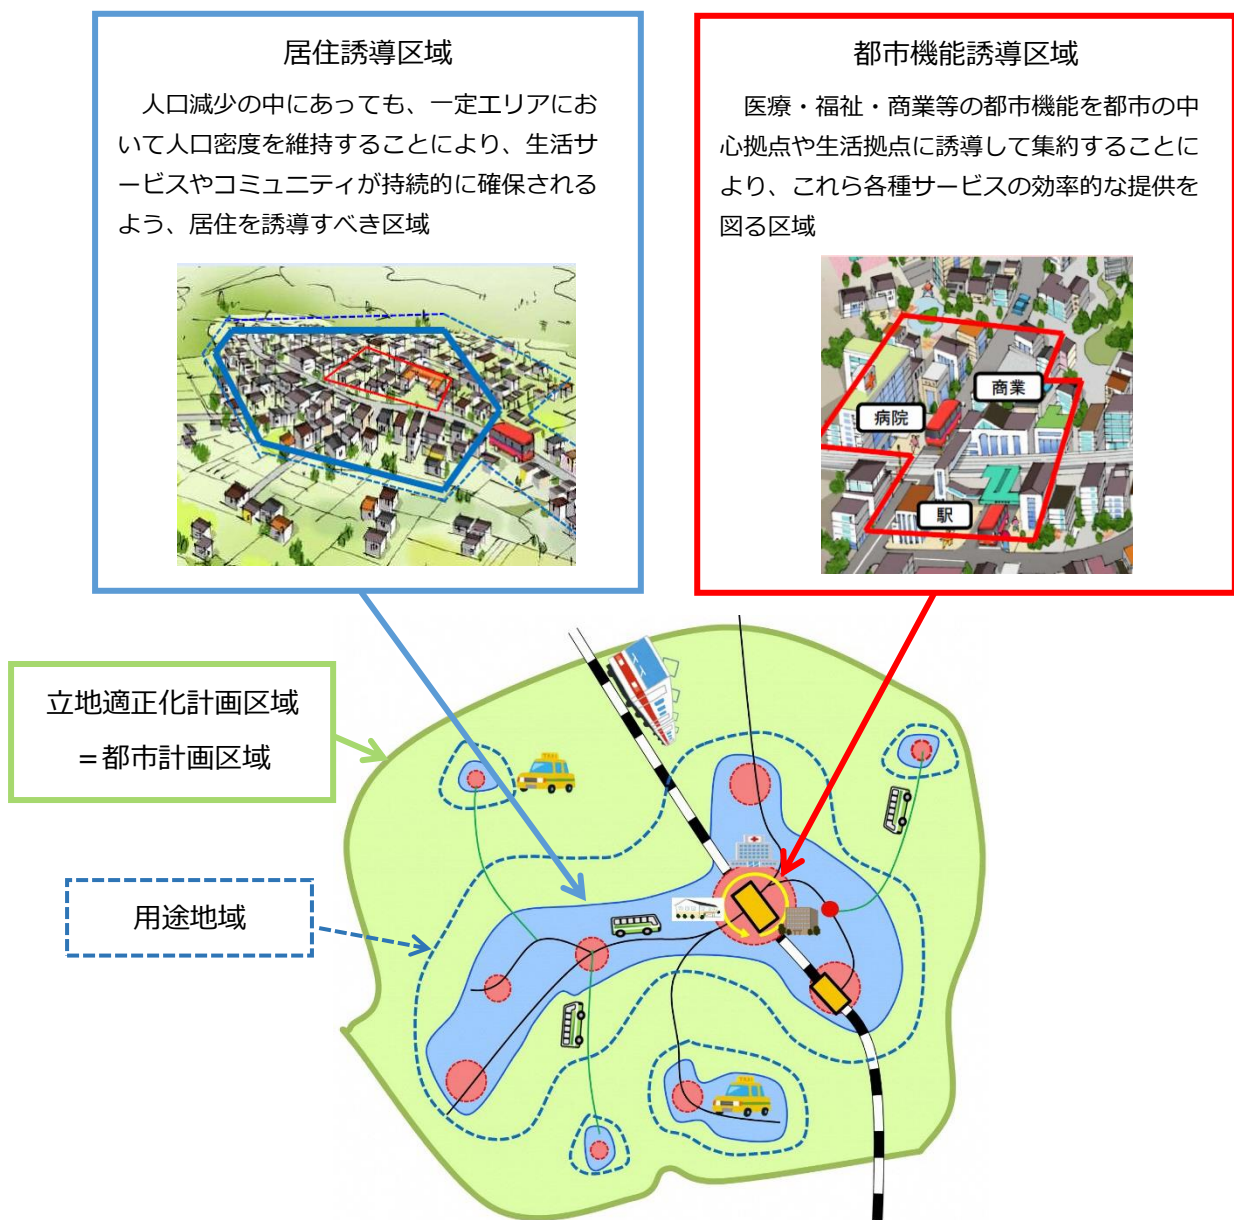 居住誘導区域
人口減少の中にあっても、一定エリアにお
いて人口密度を維持することにより、生活サ
ービスやコミュニティが持続的に確保される
よう、居住を誘導すべき区域
都市機能誘導区域
医療・福祉・商業等の都市機能を都市の中
心拠点や生活拠点に誘導して集約することに
より、これら各種サービスの効率的な提供を
図る区域
商業
病院
駅
立地適正化計画区域
＝都市計画区域
用途地域
TAXI
TAXI